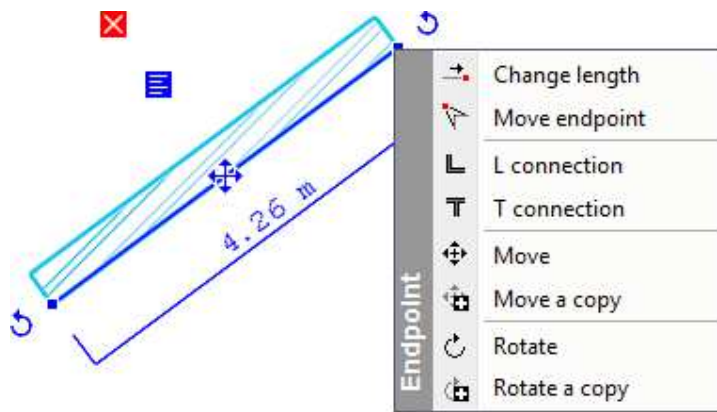 4.26 m
Endpoint
Change length
Move endpoint
L connection
T connection
Move
Move a copy
Rotate
Rotate a copy